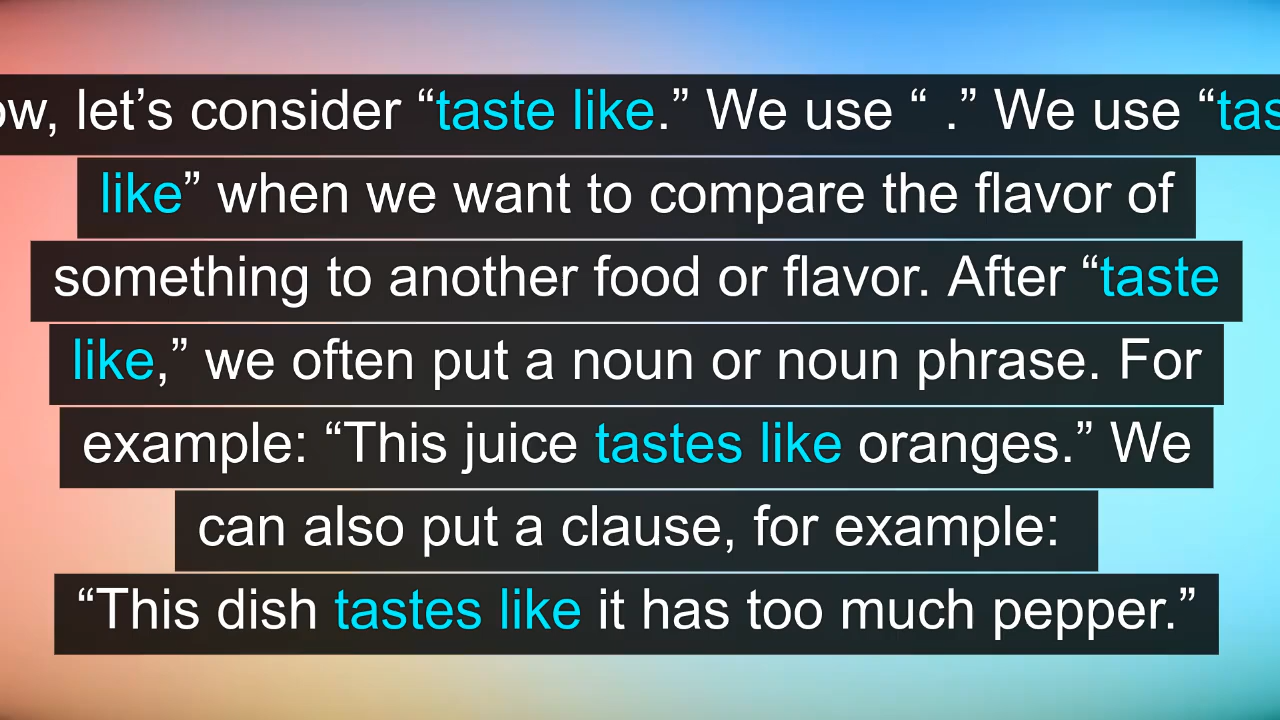 ow, let’s consider “taste like.” We use “ .” We use “tas
like” when we want to compare the flavor of
something to another food or flavor. After “taste
like,” we often put a noun or noun phrase. For
example: “This juice tastes like oranges.” We
can also put a clause, for example:
“This dish tastes like it has too much pepper.”